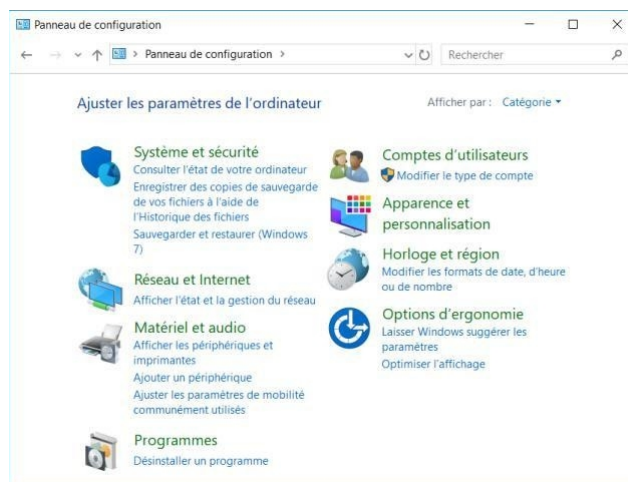 Panneau de configuration
Panneau de configuration
Rechercher
Ajuster les paramètres de l'ordinateur
Afficher par : Catégorie
Système et sécurité
Consulter l'état de votre ordinateur
Enregistrer des copies de sauvegarde
de vos fichiers à l'aide de
l'Historique des fichiers
Sauvegarder et restaurer (Windows
7)
Réseau et Internet
Afficher l'état et la gestion du réseau
Matériel et audio
Afficher les périphériques et
imprimantes
Ajouter un périphérique
Ajuster les paramètres de mobilité
communément utilisés
Programmes
Désinstaller un programme
Comptes d'utilisateurs
Modifier le type de compte
Apparence et
personnalisation
Horloge et région
Modifier les formats de date, d'heure
ou de nombre
Options d'ergonomie
Laisser Windows suggérer les
paramètres
Optimiser l'affichage